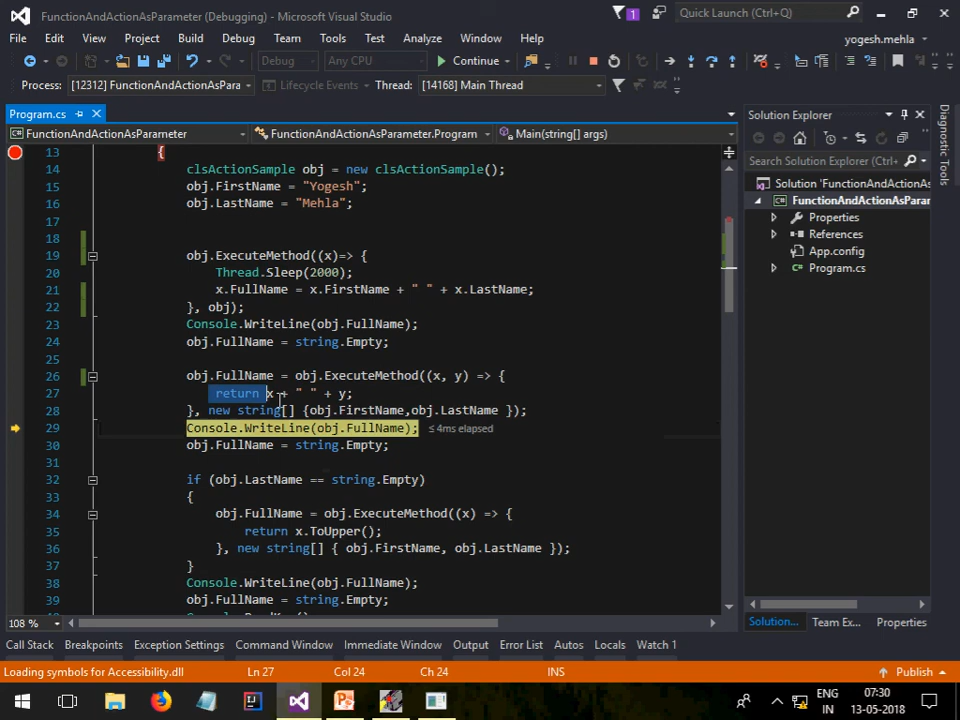 FunctionAndActionAsParameter (Debugging) - Microsoft Visual Studio
1
Quick Launch (Ctrl+Q)
File Edit View Project Build Debug Team Tools Test Analyze Window Help
yogesh.mehla
Debug Any CPU Continue
Process: [12312] FunctionAndActionAsPara Lifecycle Events Thread: [14168] Main Thread
Program.cs
FunctionAndActionAsParameter FunctionAndActionAsParameter.Program Main(string[] args)
13 {
14 clsActionSample obj = new clsActionSample();
15 obj.FirstName = "Yogesh";
16 obj.LastName = "Mehla";
17
18
19 obj.ExecuteMethod((x)=> {
20 Thread.Sleep(2000);
21 x.FullName = x.FirstName + " " + x.LastName;
22 }, obj);
23 Console.WriteLine(obj.FullName);
24 obj.FullName = string.Empty;
25
26 obj.FullName = obj.ExecuteMethod((x, y) => {
27 return x + " " + y;
28 }, new string[] {obj.FirstName,obj.LastName });
29 Console.WriteLine(obj.FullName); ≤ 4ms elapsed
30 obj.FullName = string.Empty;
31
32 if (obj.LastName == string.Empty)
33 {
34 obj.FullName = obj.ExecuteMethod((x) => {
35 return x.ToUpper();
36 }, new string[] { obj.FirstName, obj.LastName });
37 }
38 Console.WriteLine(obj.FullName);
39 obj.FullName = string.Empty;
108 %
Solution Explorer
Search Solution Explorer (Ctrl+
Solution 'FunctionAndActionAs
FunctionAndActionAsParar
Properties
References
App.config
Program.cs
Solution... Team Ex... Properties
Diagnostic Tools
Call Stack Breakpoints Exception Settings Command Window Immediate Window Output Error List Autos Locals Watch 1
Loading symbols for Accessibility.dll Ln 27 Col 24 Ch 24 INS Publish
ENG
IN
07:30
13-05-2018